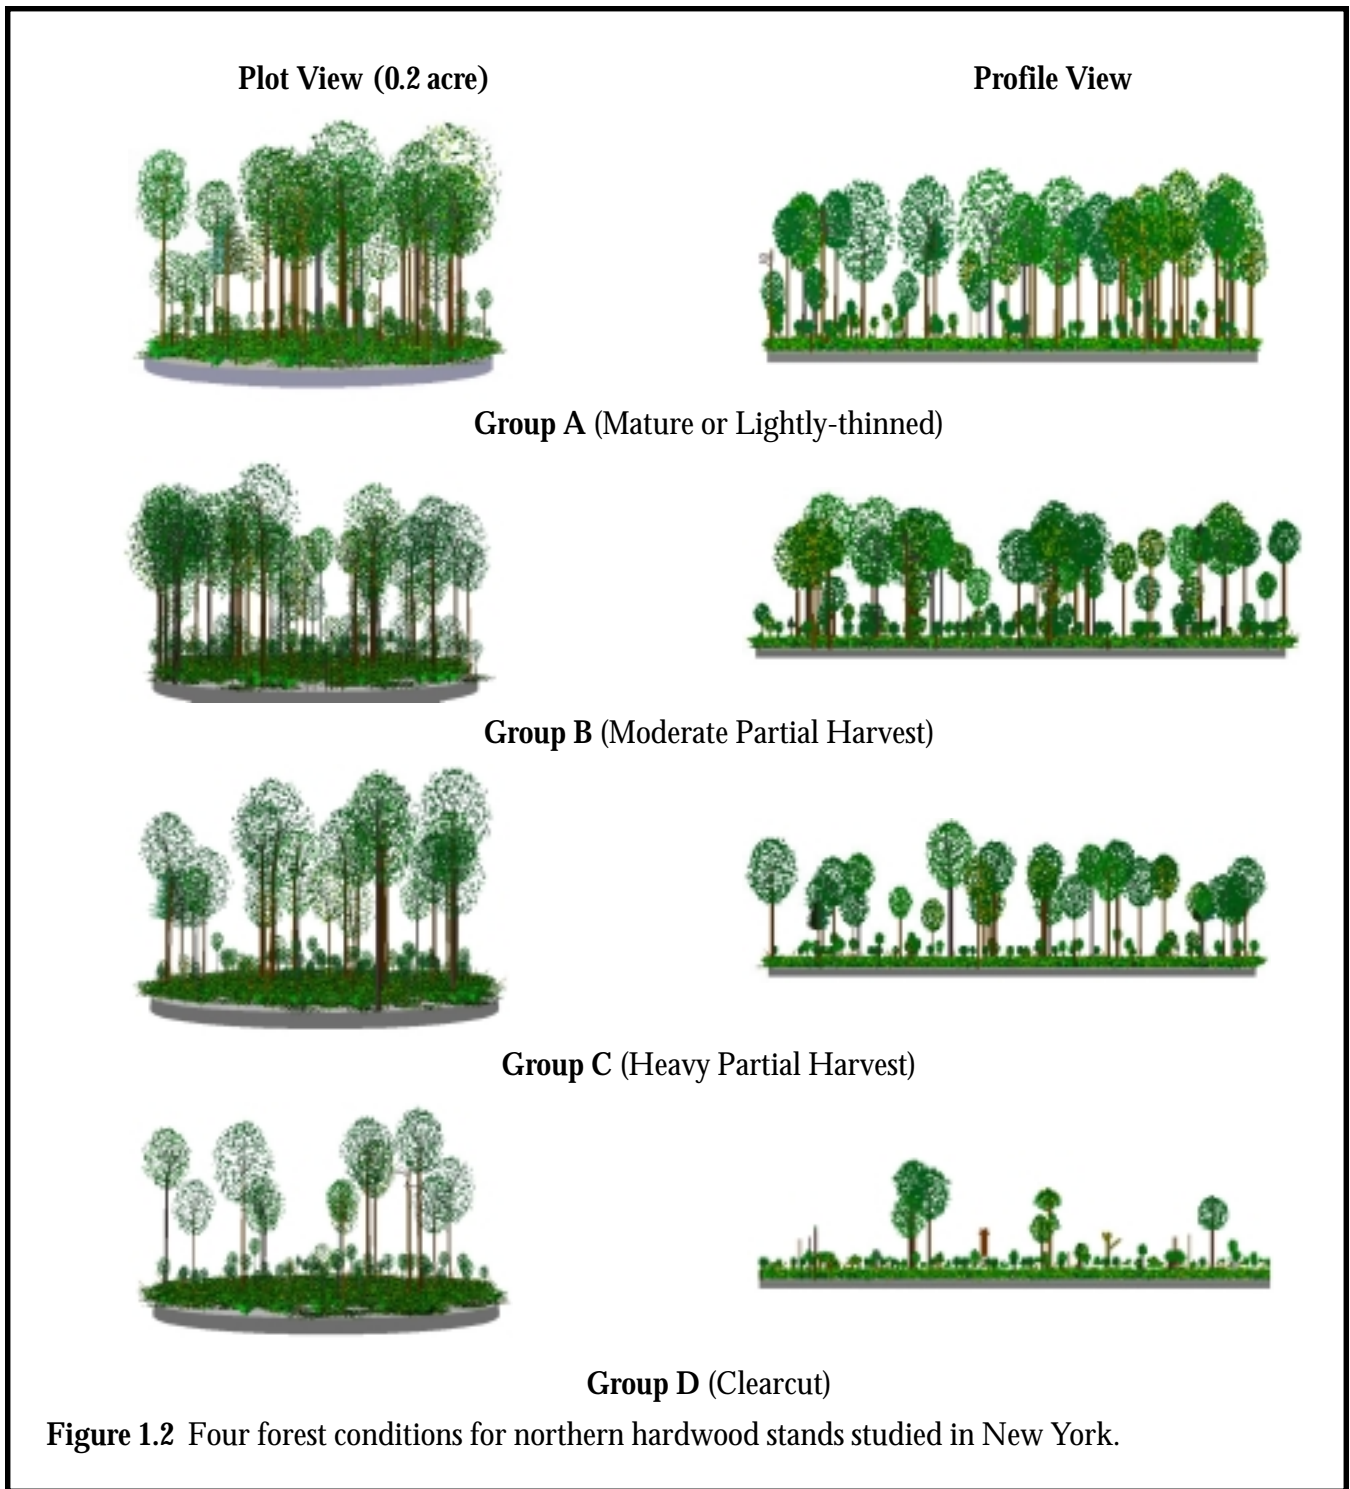 Plot View (0.2 acre)
Profile View
Group A (Mature or Lightly-thinned)
Group B (Moderate Partial Harvest)
Group C (Heavy Partial Harvest)
Group D (Clearcut)
Figure 1.2 Four forest conditions for northern hardwood stands studied in New York.